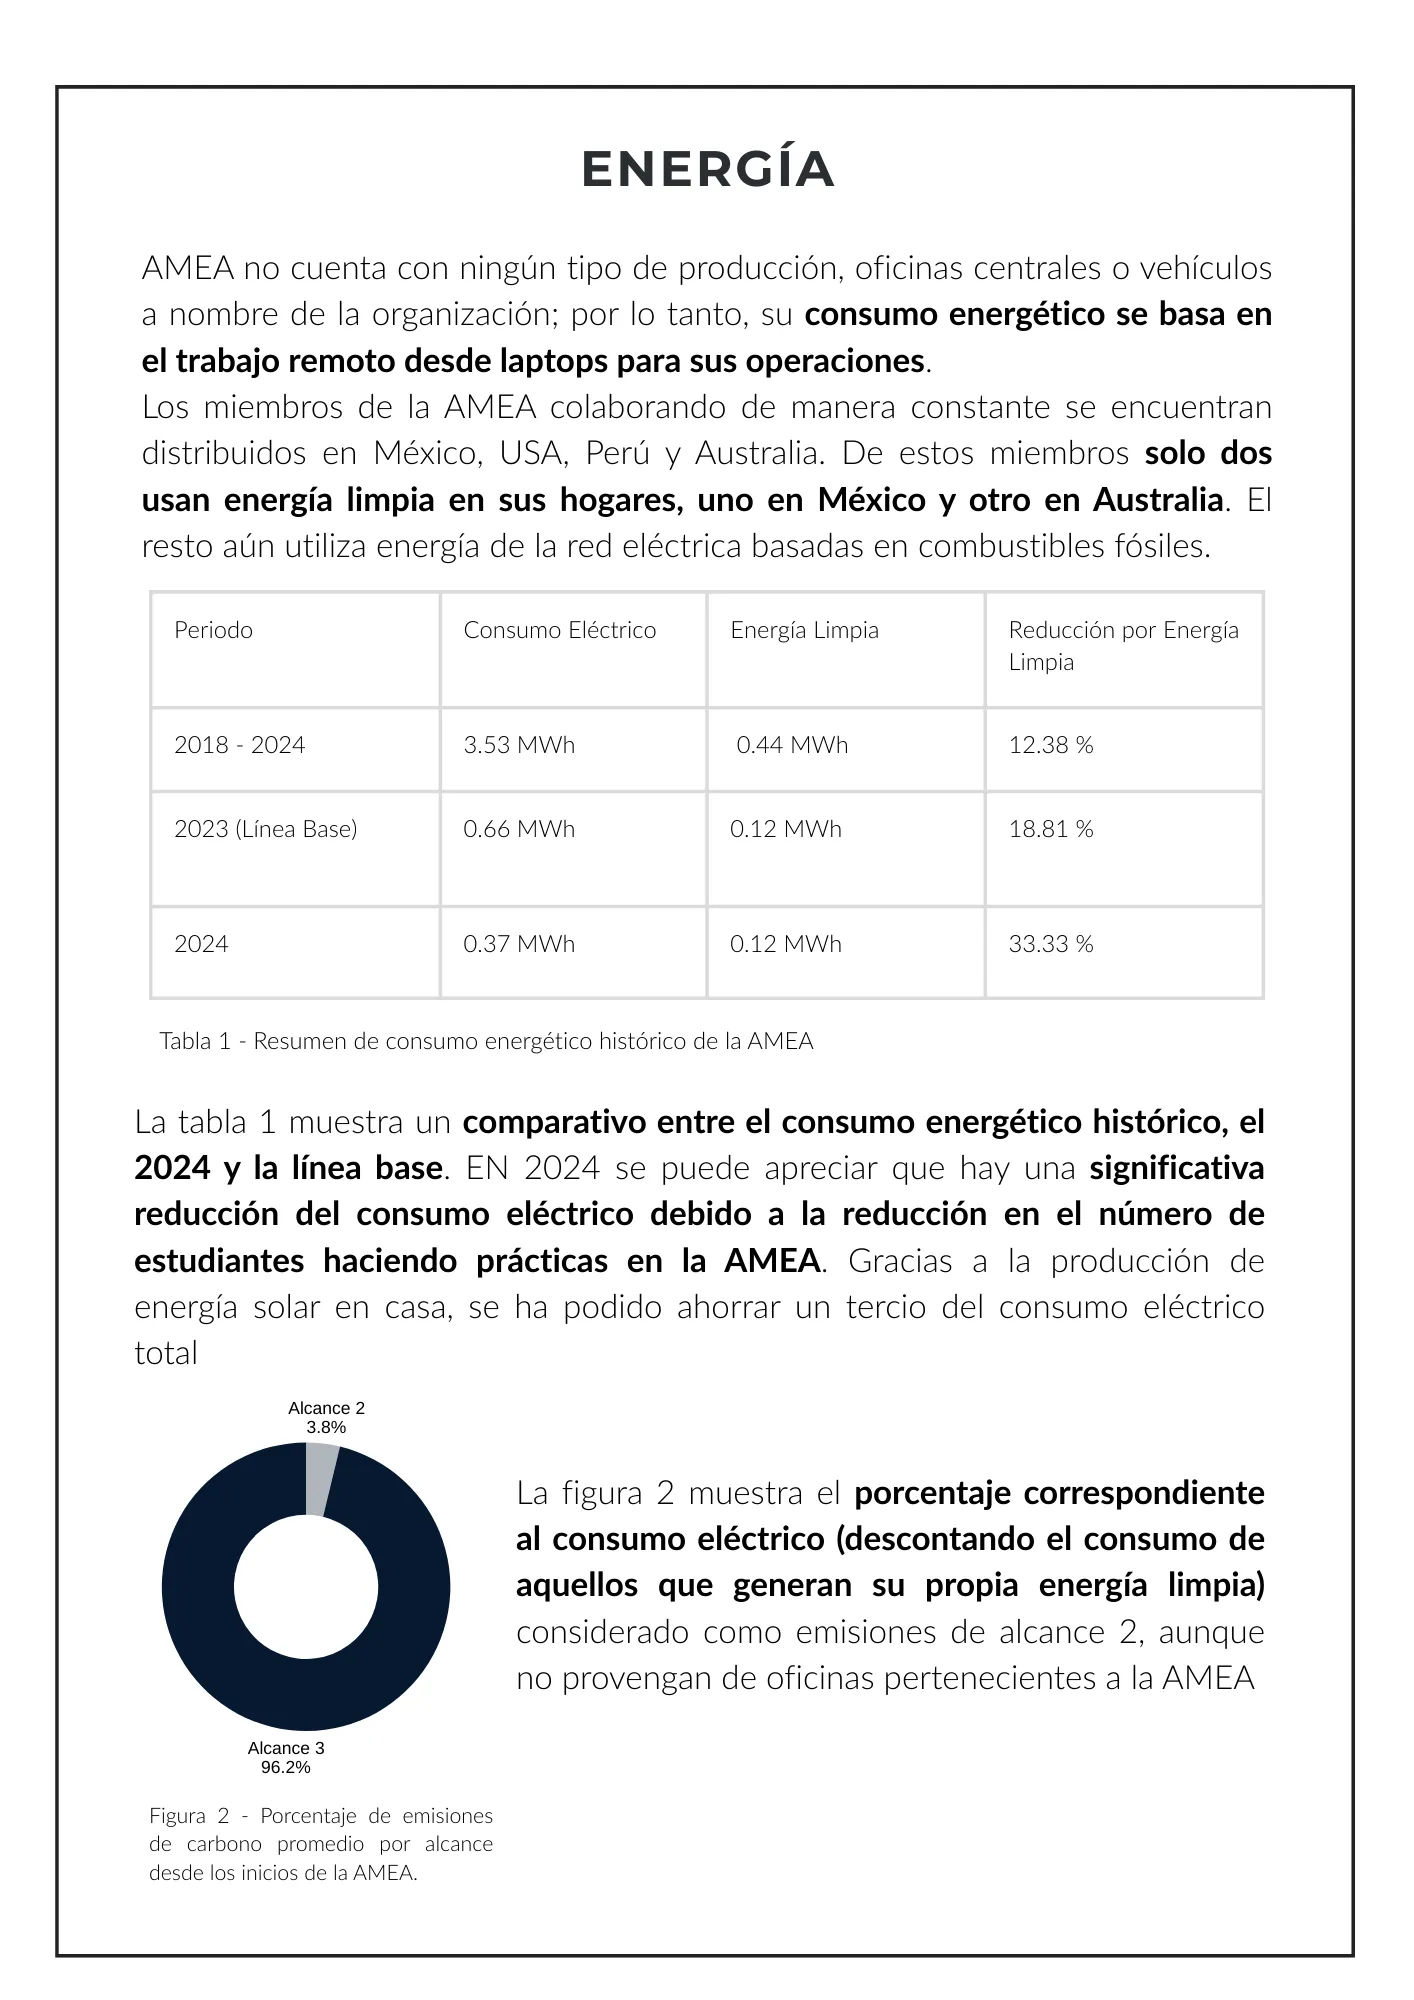 ENERGÍA
AMEA no cuenta con ningún tipo de producción, oficinas centrales o vehículos
a nombre de la organización; por lo tanto, su consumo energético se basa en
el trabajo remoto desde laptops para sus operaciones.
Los miembros de la AMEA colaborando de manera constante se encuentran
distribuidos en México, USA, Perú y Australia. De estos miembros solo dos
usan energía limpia en sus hogares, uno en México y otro en Australia. El
resto aún utiliza energía de la red eléctrica basadas en combustibles fósiles.
Periodo Consumo Eléctrico Energía Limpia Reducción por Energía
Limpia
2018 - 2024 3.53 MWh 0.44 MWh 12.38 %
2023 (Línea Base) 0.66 MWh 0.12 MWh 18.81 %
2024 0.37 MWh 0.12 MWh 33.33 %
Tabla 1 - Resumen de consumo energético histórico de la AMEA
La tabla 1 muestra un comparativo entre el consumo energético histórico, el
2024 y la línea base. EN 2024 se puede apreciar que hay una significativa
reducción del consumo eléctrico debido a la reducción en el número de
estudiantes haciendo prácticas en la AMEA. Gracias a la producción de
energía solar en casa, se ha podido ahorrar un tercio del consumo eléctrico
total
Alcance 2
3.8%
Alcance 3
96.2%
Figura 2 - Porcentaje de emisiones
de carbono promedio por alcance
desde los inicios de la AMEA.
La figura 2 muestra el porcentaje correspondiente
al consumo eléctrico (descontando el consumo de
aquellos que generan su propia energía limpia)
considerado como emisiones de alcance 2, aunque
no provengan de oficinas pertenecientes a la AMEA